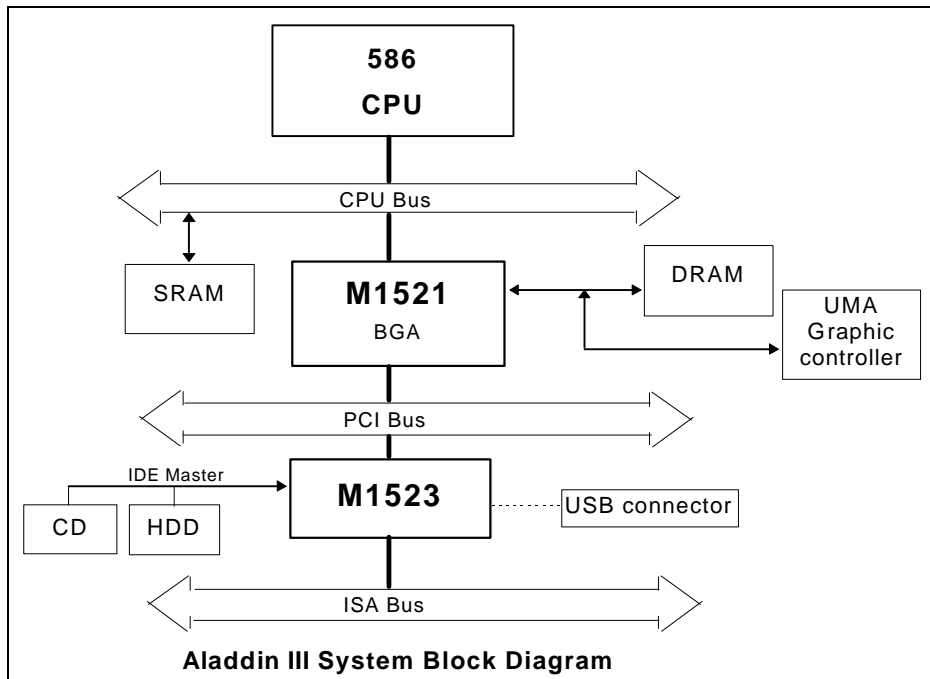 586
CPU
CPU Bus
SRAM
M1521
BGA
DRAM
UMA
Graphic
controller
PCI Bus
IDE Master
M1523
CD
HDD
USB connector
ISA Bus
Aladdin III System Block Diagram